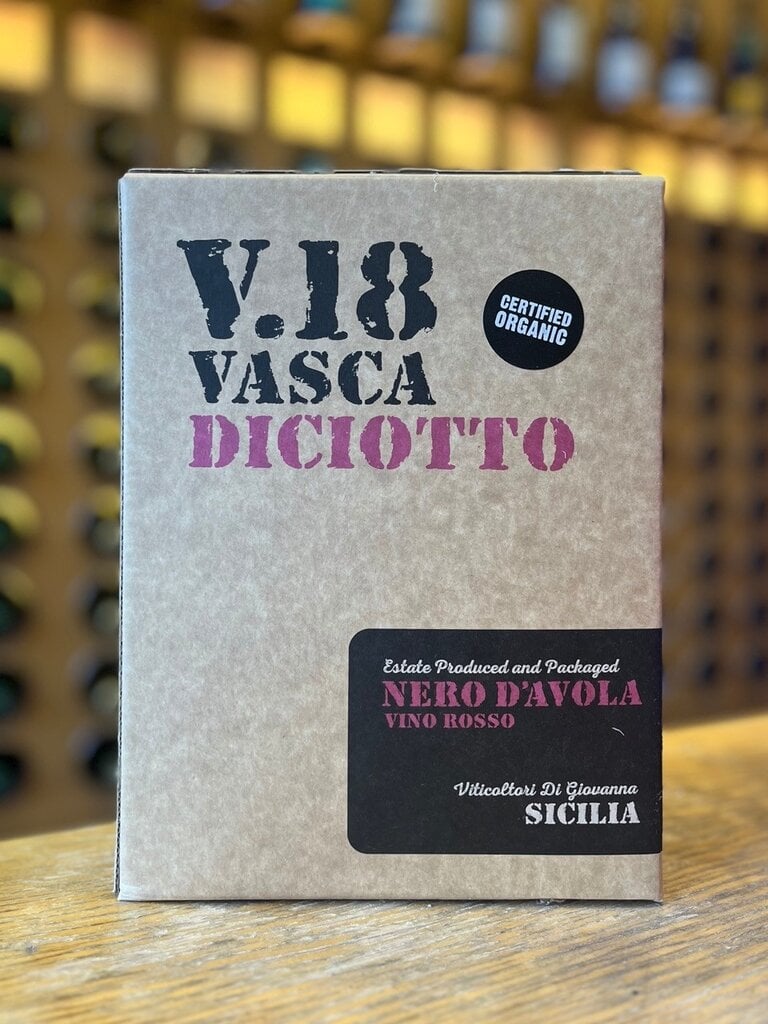 V.18
VASCA
DICIOTTO
CERTIFIED
ORGANIC
Estate Produced and Packaged
NERO D'AVOLA
VINO ROSSO
Viticoltori Di Giovanna
SICILIA